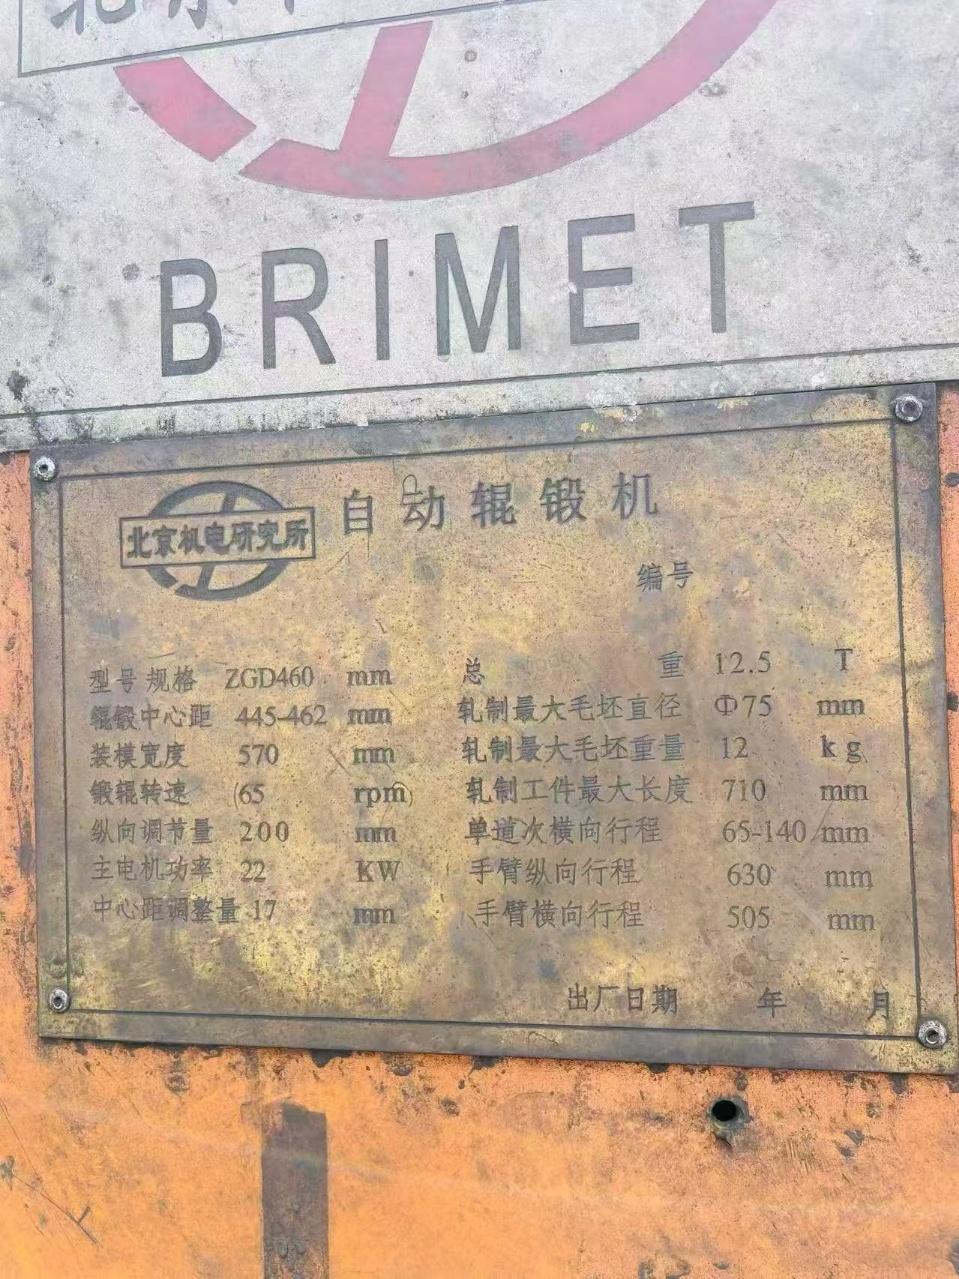 BRIMET
北京机电研究所
自动辊锻机
编号
型号规格 ZGD460 mm 总重 12.5 T
辊锻中心距 445-462 mm 轧制最大毛坯直径 Φ75 mm
装模宽度 570 mm 轧制最大毛坯重量 12 kg
锻辊转速 65 rpm 轧制工件最大长度 710 mm
纵向调节量 200 mm 单道次横向行程 65-140 mm
主电机功率 22 KW 手臂纵向行程 630 mm
中心距调整量 17 mm 手臂横向行程 505 mm
出厂日期 年 月